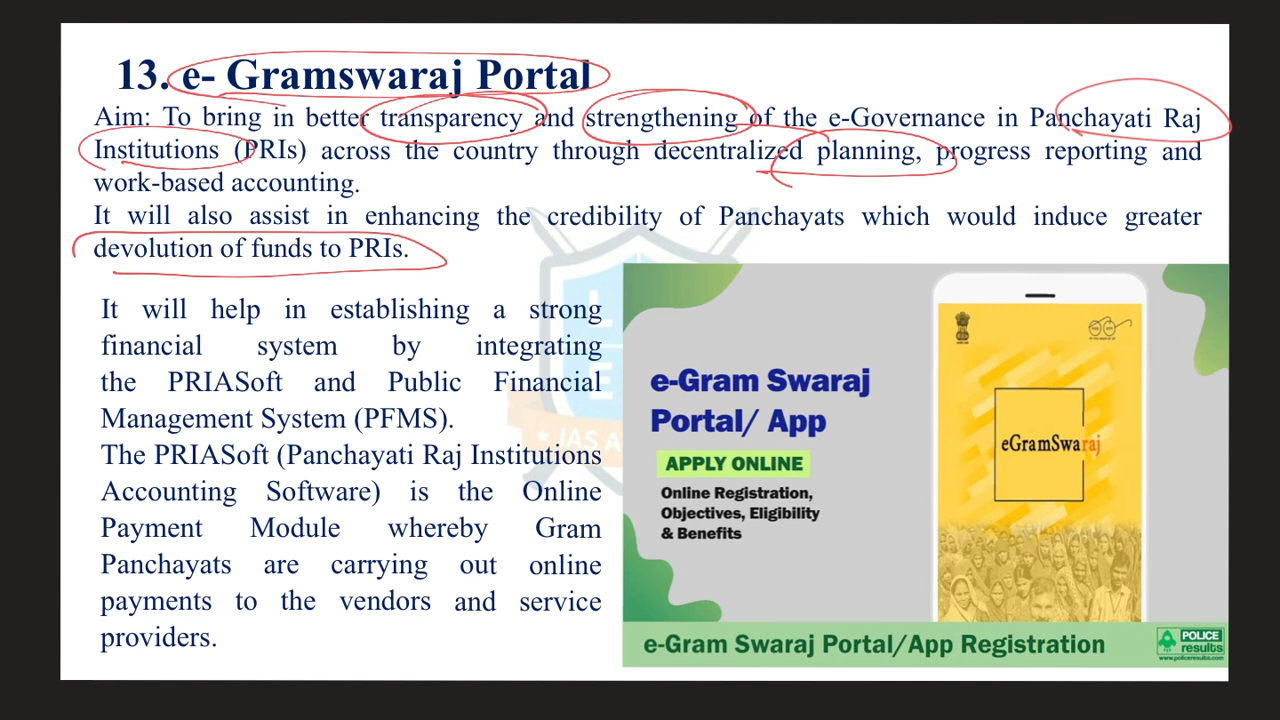 13. e- Gramswaraj Portal
Aim: To bring in better transparency and strengthening of the e-Governance in Panchayati Raj
Institutions (PRIs) across the country through decentralized planning, progress reporting and
work-based accounting.
It will also assist in enhancing the credibility of Panchayats which would induce greater
devolution of funds to PRIs.
It will help in establishing a strong
financial system by integrating
the PRIASoft and Public Financial
Management System (PFMS).
The PRIASoft (Panchayati Raj Institutions
Accounting Software) is the Online
Payment Module whereby Gram
Panchayats are carrying out online
payments to the vendors and service
providers.
e-Gram Swaraj
Portal/ App
APPLY ONLINE
Online Registration,
Objectives, Eligibility
& Benefits
eGramSwaraj
e-Gram Swaraj Portal/App Registration
POLICE
results
www.policeresults.com